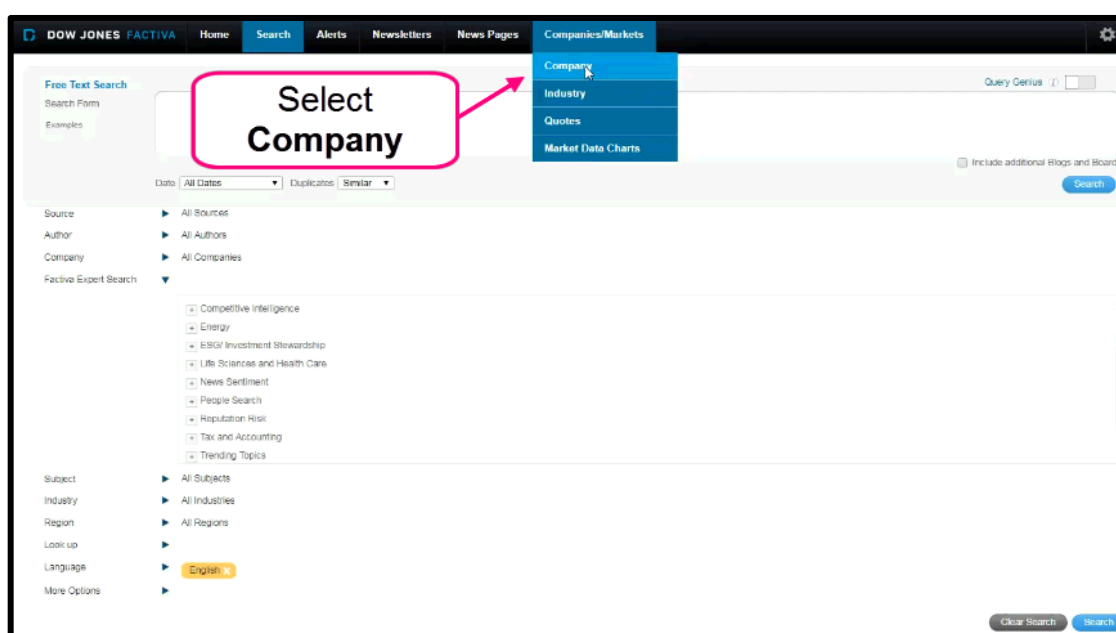 DOW JONES FACTIVA Home Search Alerts Newsletters News Pages Companies/Markets
Company
Industry
Quotes
Market Data Charts
Select
Company
Free Text Search
Search Form
Examples
Query Genius
Include additional Blogs and Board
Date All Dates Duplicates Similar
Search
Source All Sources
Author All Authors
Company All Companies
Factiva Expert Search
+ Competitive Intelligence
+ Energy
+ ESG/ Investment Stewardship
+ Life Sciences and Health Care
+ News Sentiment
+ People Search
+ Reputation Risk
+ Tax and Accounting
+ Trending Topics
Subject All Subjects
Industry All Industries
Region All Regions
Look up
Language English x
More Options
Clear Search Search